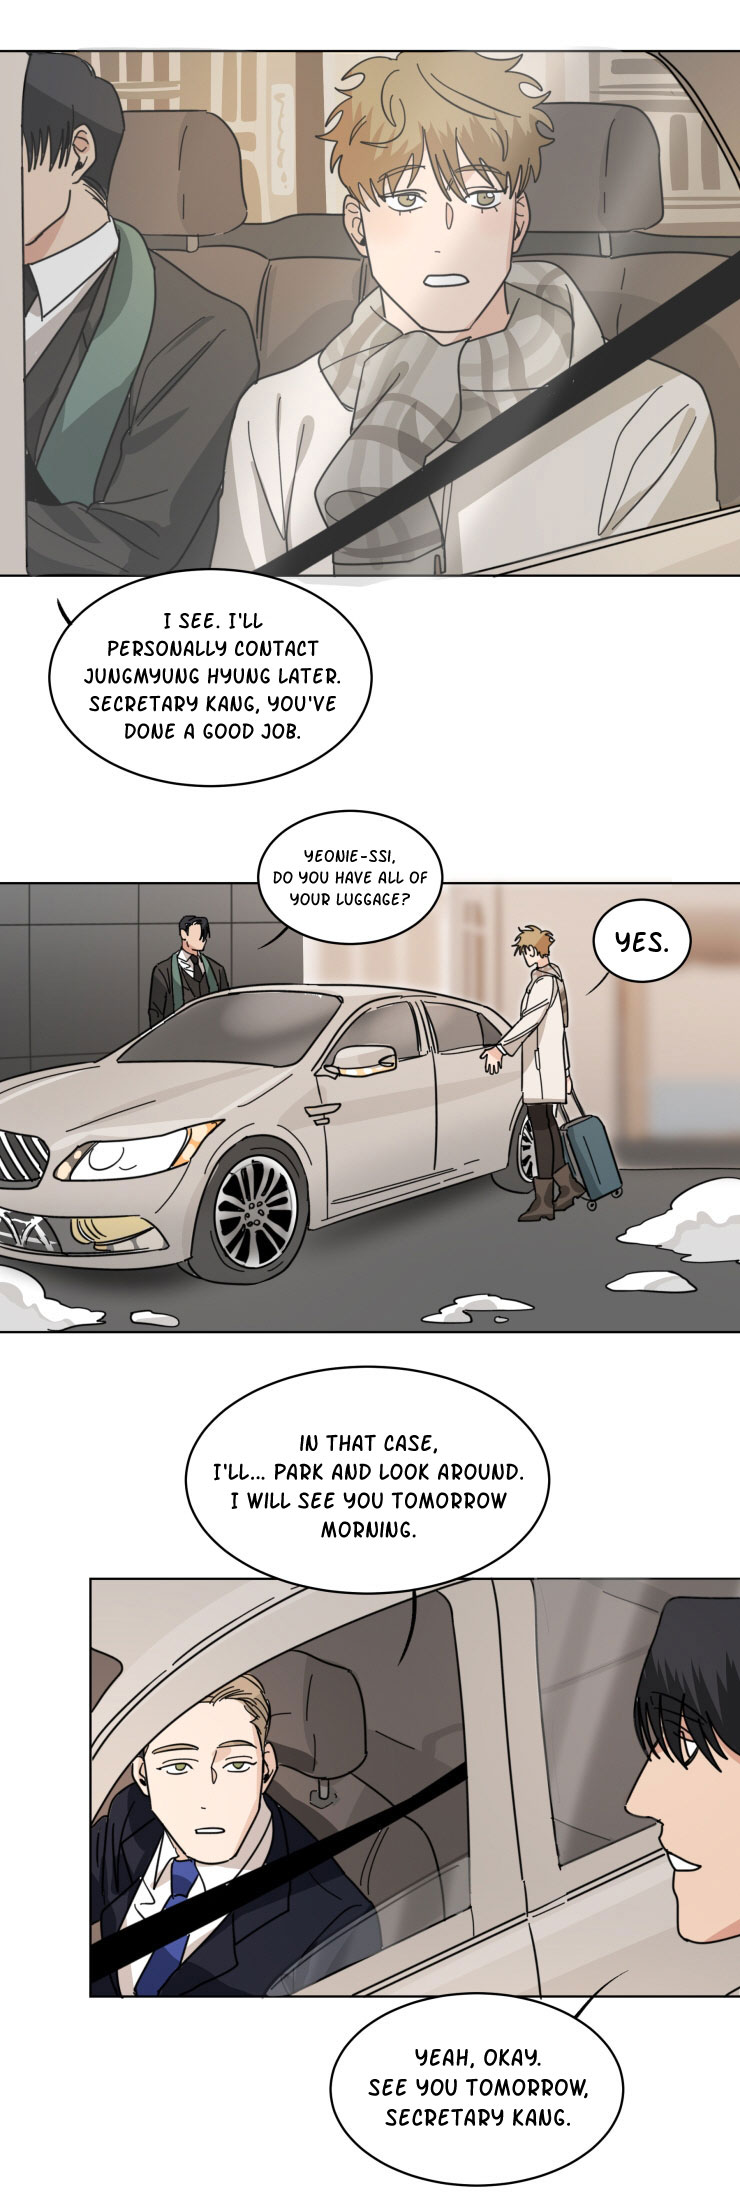 I SEE. I'LL
PERSONALLY CONTACT
JUNGMYUNG HYUNG LATER.
SECRETARY KANG, YOU'VE
DONE A GOOD JOB.
YEONIE-SSI,
DO YOU HAVE ALL OF
YOUR LUGGAGE?
YES.
IN THAT CASE,
I'LL... PARK AND LOOK AROUND.
I WILL SEE YOU TOMORROW
MORNING.
YEAH, OKAY.
SEE YOU TOMORROW,
SECRETARY KANG.